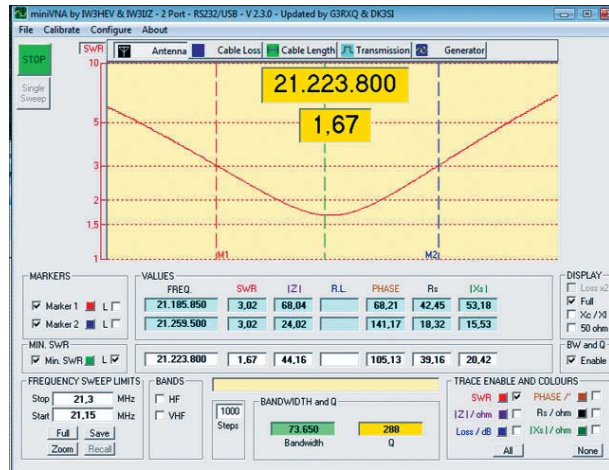 miniVNA by IW3HEV & IW3IJZ - 2 Port - RS232/USB - V 2.3.0 - Updated by G3RXQ & DK3SI
File Calibrate Configure About
STOP
Single Sweep
SWR
Antenna Cable Loss Cable Length Transmission Generator
10
5
3
2
1,5
1
21.223.800
1,67
M1
M2
MARKERS
Marker 1 L
Marker 2 L
VALUES
FREQ. SWR |Z| R.L. PHASE Rs |Xs|
21.185.850 3,02 68,04 68,21 42,45 53,18
21.259.500 3,02 24,02 141,17 18,32 15,53
DISPLAY
Loss x2
Full
Xc / Xl
50 ohm
MIN. SWR
Min. SWR L
21.223.800 1,67 44,16 105,13 39,16 20,42
BW and Q
Enable
FREQUENCY SWEEP LIMITS
Stop 21,3 MHz
Start 21,15 MHz
Full Save
Zoom Recall
BANDS
HF
VHF
1000
Steps
BANDWIDTH and Q
73.650 288
Bandwidth Q
TRACE ENABLE AND COLOURS
SWR PHASE /°
|Z| / ohm Rs / ohm
Loss / dB |Xs| / ohm
All None